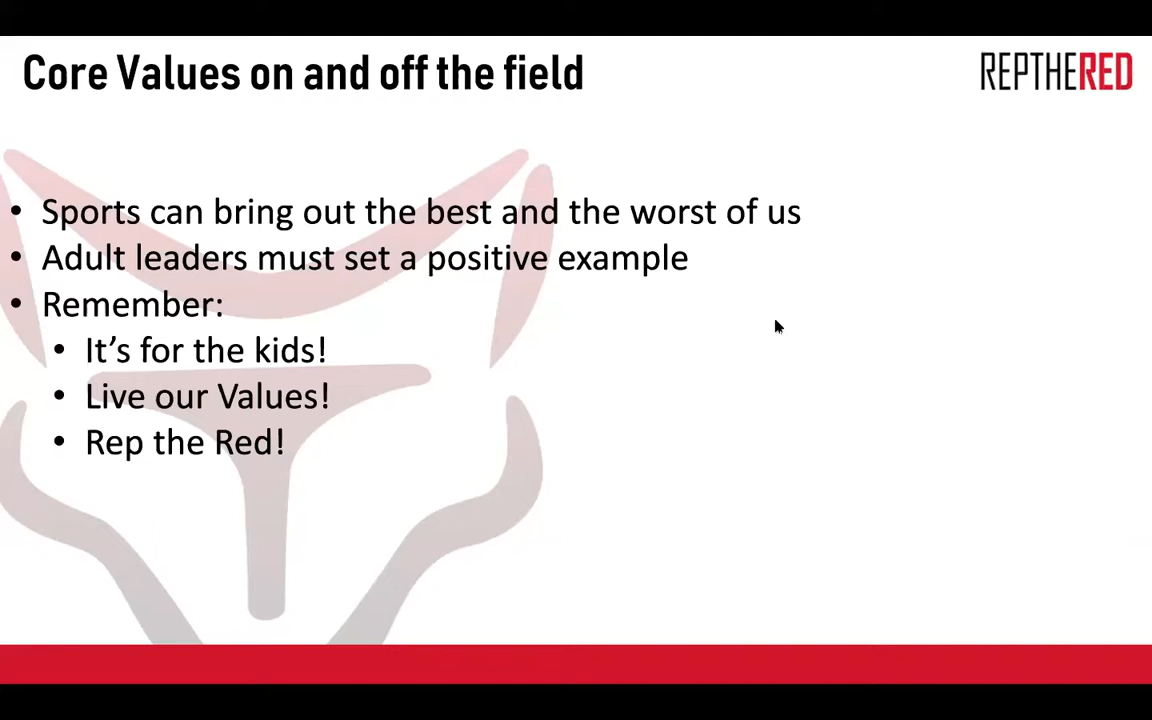 Core Values on and off the field
REPTHERED
• Sports can bring out the best and the worst of us
• Adult leaders must set a positive example
• Remember:
• It’s for the kids!
• Live our Values!
• Rep the Red!